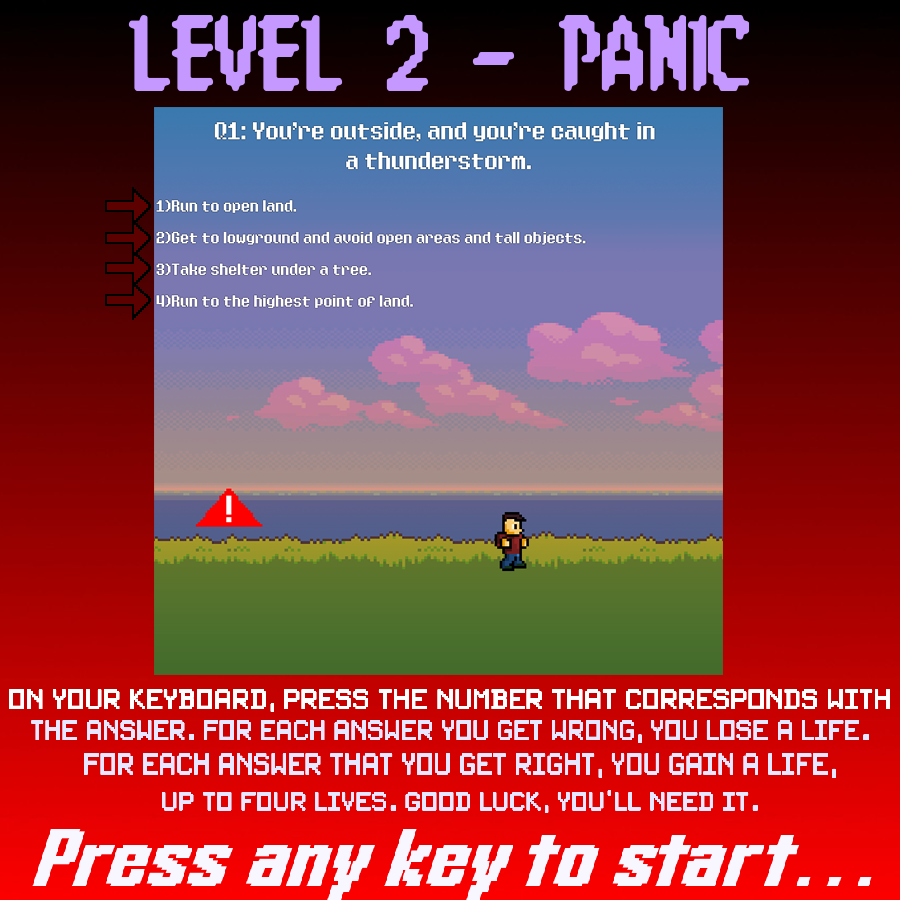 LEVEL 2 - PANIC
Q1: You're outside, and you're caught in
a thunderstorm.
1)Run to open land.
2)Get to lowground and avoid open areas and tall objects.
3)Take shelter under a tree.
4)Run to the highest point of land.
!
ON YOUR KEYBOARD, PRESS THE NUMBER THAT CORRESPONDS WITH
THE ANSWER. FOR EACH ANSWER YOU GET WRONG, YOU LOSE A LIFE.
FOR EACH ANSWER THAT YOU GET RIGHT, YOU GAIN A LIFE,
UP TO FOUR LIVES. GOOD LUCK, YOU'LL NEED IT.
Press any key to start...